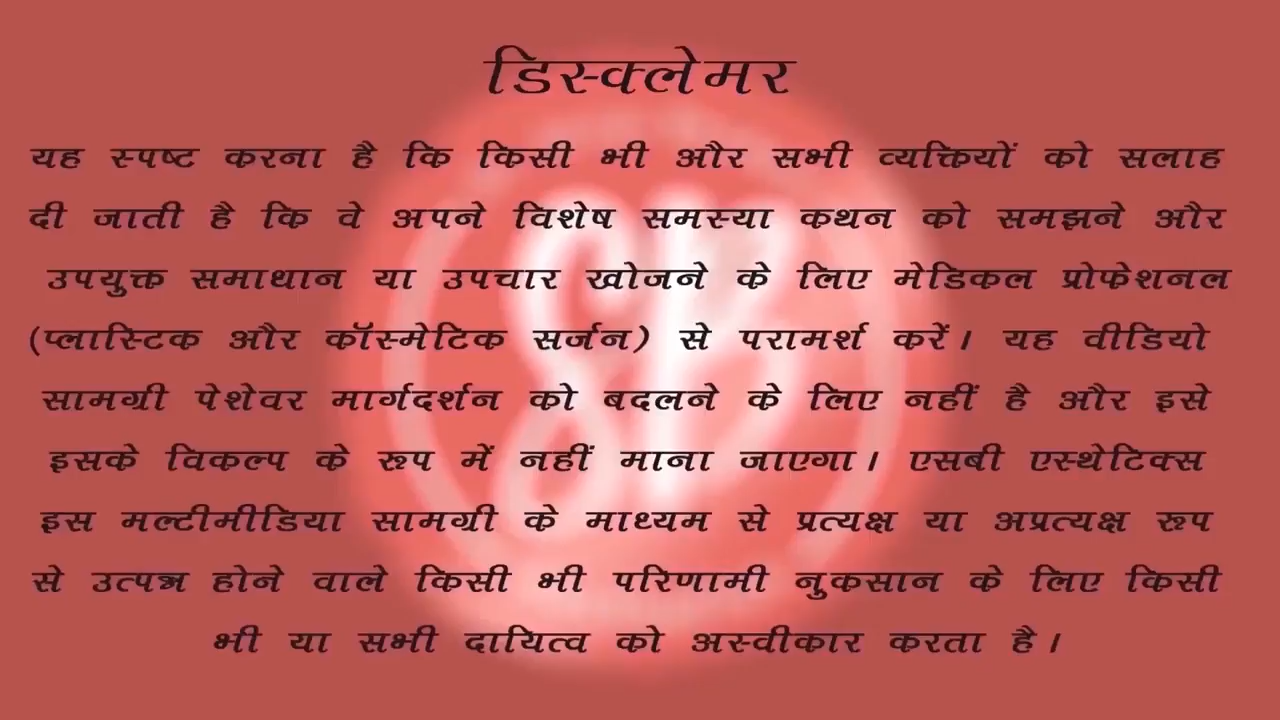 डिस्क्लेमर
यह स्पष्ट करना है कि किसी भी और सभी व्यक्तियों को सलाह
दी जाती है कि वे अपने विशेष समस्या कथन को समझने और
उपयुक्त समाधान या उपचार खोजने के लिए मेडिकल प्रोफेशनल
(प्लास्टिक और कॉस्मेटिक सर्जन) से परामर्श करें। यह वीडियो
सामग्री पेशेवर मार्गदर्शन को बदलने के लिए नहीं है और इसे
इसके विकल्प के रूप में नहीं माना जाएगा। एसबी एस्थेटिक्स
इस मल्टीमीडिया सामग्री के माध्यम से प्रत्यक्ष या अप्रत्यक्ष रूप
से उत्पन्न होने वाले किसी भी परिणामी नुकसान के लिए किसी
भी या सभी दायित्व को अस्वीकार करता है।